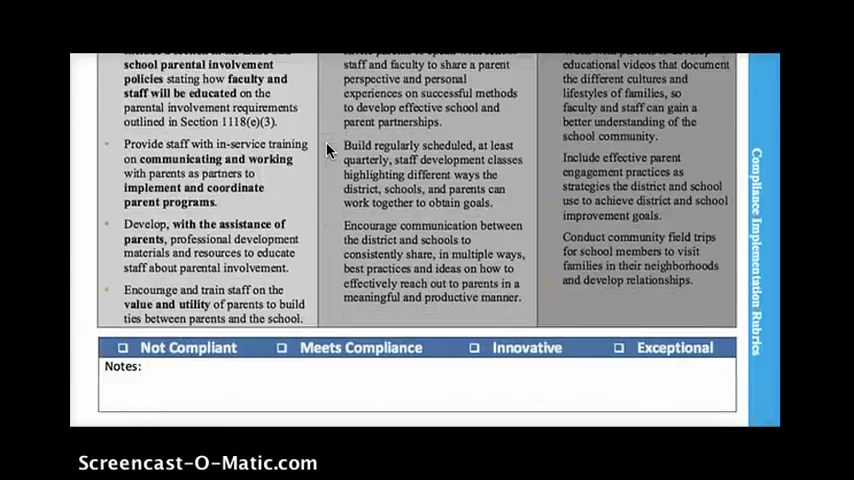 school parental involvement
policies stating how faculty and
staff will be educated on the
parental involvement requirements
outlined in Section 1118(e)(3).
Provide staff with in-service training
on communicating and working
with parents as partners to
implement and coordinate
parent programs.
Develop, with the assistance of
parents, professional development
materials and resources to educate
staff about parental involvement.
Encourage and train staff on the
value and utility of parents to build
ties between parents and the school.
staff and faculty to share a parent
perspective and personal
experiences on successful methods
to develop effective school and
parent partnerships.
Build regularly scheduled, at least
quarterly, staff development classes
highlighting different ways the
district, schools, and parents can
work together to obtain goals.
Encourage communication between
the district and schools to
consistently share, in multiple ways,
best practices and ideas on how to
effectively reach out to parents in a
meaningful and productive manner.
educational videos that document
the different cultures and
lifestyles of families, so
faculty and staff can gain a
better understanding of the
school community.
Include effective parent
engagement practices as
strategies the district and school
use to achieve district and school
improvement goals.
Conduct community field trips
for school members to visit
families in their neighborhoods
and develop relationships.
Compliance Implementation Rubrics
Not Compliant Meets Compliance Innovative Exceptional
Notes:
Screencast-O-Matic.com